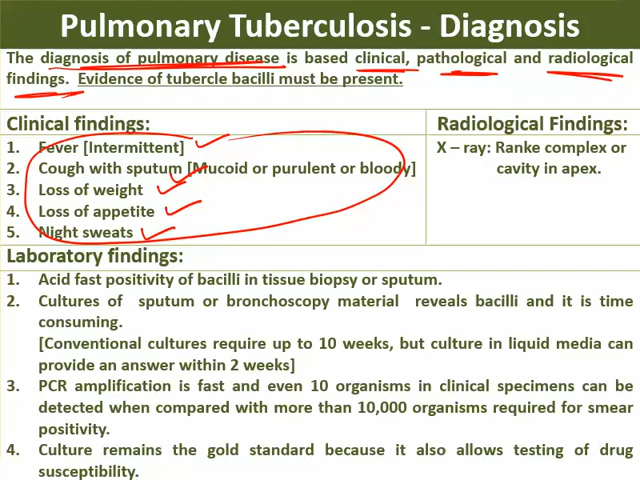 Pulmonary Tuberculosis - Diagnosis
The diagnosis of pulmonary disease is based clinical, pathological and radiological
findings. Evidence of tubercle bacilli must be present.
Clinical findings:
1. Fever [Intermittent]
2. Cough with sputum [Mucoid or purulent or bloody]
3. Loss of weight
4. Loss of appetite
5. Night sweats
Radiological Findings:
X – ray: Ranke complex or
cavity in apex.
Laboratory findings:
1. Acid fast positivity of bacilli in tissue biopsy or sputum.
2. Cultures of sputum or bronchoscopy material reveals bacilli and it is time
consuming.
[Conventional cultures require up to 10 weeks, but culture in liquid media can
provide an answer within 2 weeks]
3. PCR amplification is fast and even 10 organisms in clinical specimens can be
detected when compared with more than 10,000 organisms required for smear
positivity.
4. Culture remains the gold standard because it also allows testing of drug
susceptibility.